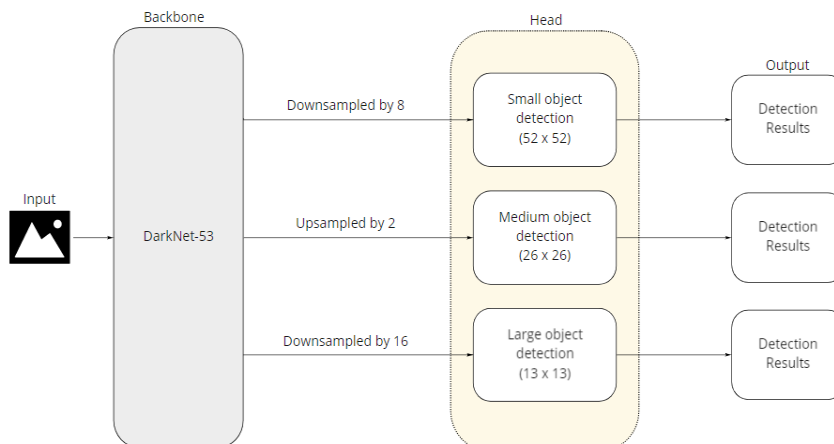 Backbone
Head
Output
Input
DarkNet-53
Downsampled by 8
Small object
detection
(52 x 52)
Detection
Results
Upsampled by 2
Medium object
detection
(26 x 26)
Detection
Results
Downsampled by 16
Large object
detection
(13 x 13)
Detection
Results